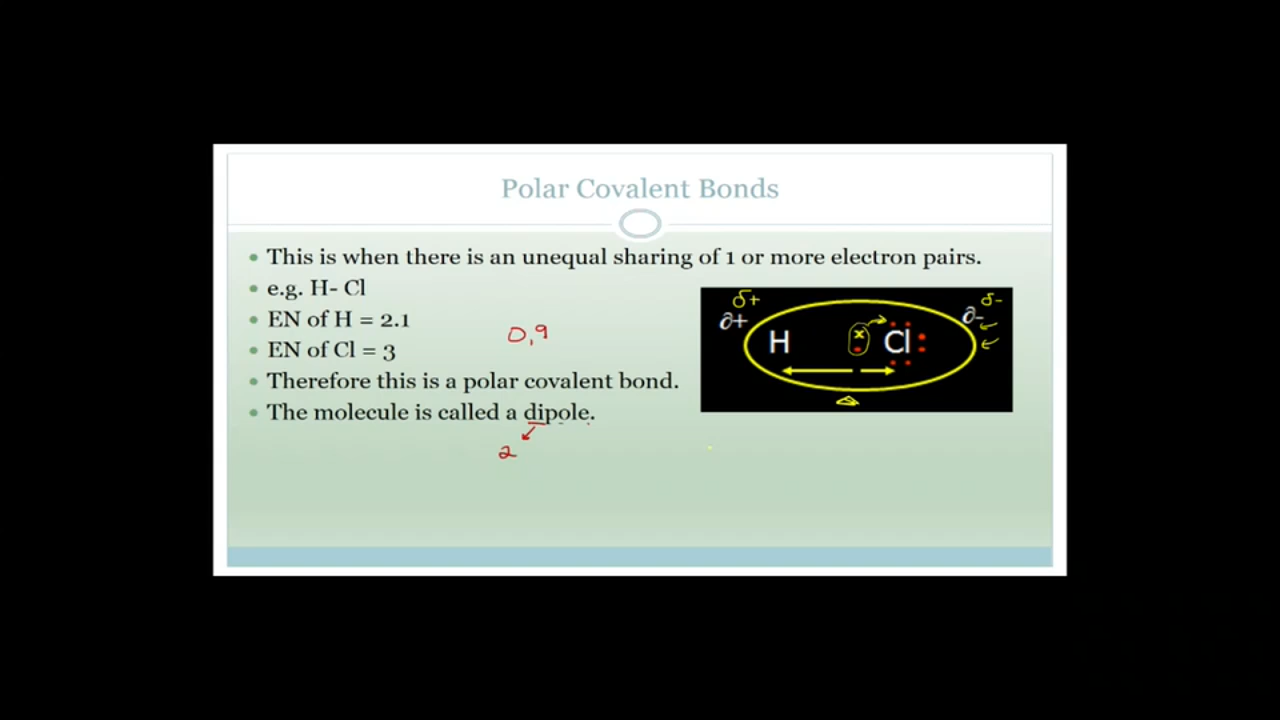 Polar Covalent Bonds
This is when there is an unequal sharing of 1 or more electron pairs.
e.g. H- Cl
EN of H = 2.1
0,9
EN of Cl = 3
Therefore this is a polar covalent bond.
The molecule is called a dipole.
2
δ+ δ-
∂+ ∂-
H x Cl